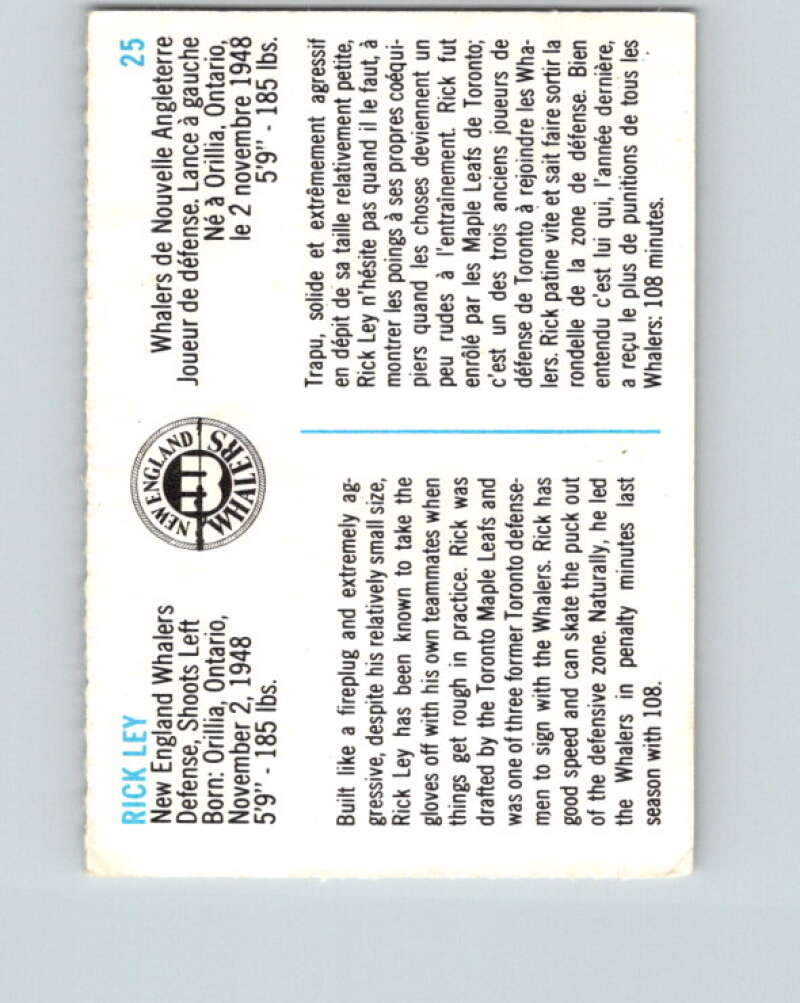 RICK LEY
New England Whalers
Defense, Shoots Left
Born: Orillia, Ontario,
November 2, 1948
5'9" - 185 lbs.
NEW ENGLAND
WHALERS
25
Whalers de Nouvelle Angleterre
Joueur de défense. Lance à gauche
Né à Orillia, Ontario,
le 2 novembre 1948
5'9" - 185 lbs.
Built like a fireplug and extremely ag-
gressive, despite his relatively small size,
Rick Ley has been known to take the
gloves off with his own teammates when
things get rough in practice. Rick was
drafted by the Toronto Maple Leafs and
was one of three former Toronto defense-
men to sign with the Whalers. Rick has
good speed and can skate the puck out
of the defensive zone. Naturally, he led
the Whalers in penalty minutes last
season with 108.
Trapu, solide et extrêmement agressif
en dépit de sa taille relativement petite,
Rick Ley n'hésite pas quand il le faut, à
montrer les poings à ses propres coéqui-
piers quand les choses deviennent un
peu rudes à l'entraînement. Rick fut
enrôlé par les Maple Leafs de Toronto;
c'est un des trois anciens joueurs de
défense de Toronto à rejoindre les Wha-
lers. Rick patine vite et sait faire sortir la
rondelle de la zone de défense. Bien
entendu c'est lui qui, l'année dernière,
a reçu le plus de punitions de tous les
Whalers: 108 minutes.